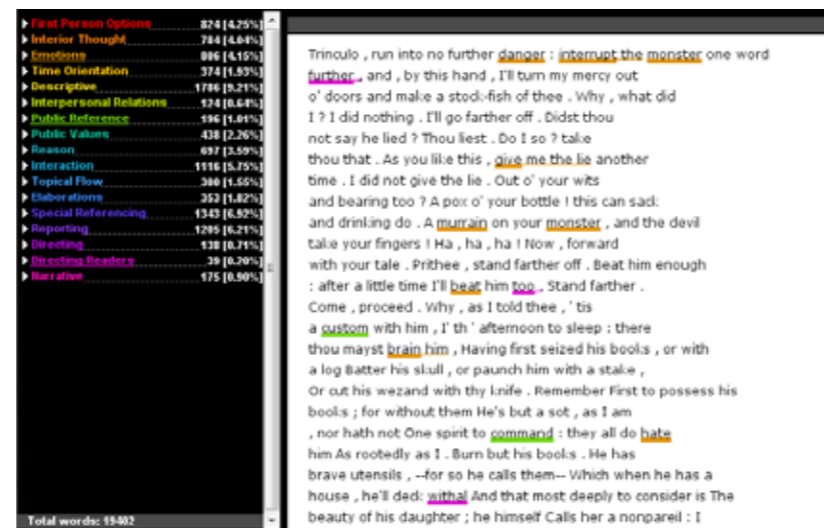 First Person Options 824 [4.25%]
Interior Thought 784 [4.04%]
Emotions 806 [4.15%]
Time Orientation 374 [1.93%]
Descriptive 1786 [9.21%]
Interpersonal Relations 124 [0.64%]
Public Reference 196 [1.01%]
Public Values 438 [2.26%]
Reason 697 [3.59%]
Interaction 1116 [5.75%]
Topical Flow 300 [1.55%]
Elaborations 353 [1.82%]
Special Referencing 1343 [6.92%]
Reporting 1205 [6.21%]
Directing 138 [0.71%]
Directing Readers 39 [0.20%]
Narrative 175 [0.90%]
Total words: 19402
Trinculo , run into no further danger : interrupt the monster one word
further , and , by this hand , I'll turn my mercy out
o' doors and make a stock-fish of thee . Why , what did
I ? I did nothing . I'll go farther off . Didst thou
not say he lied ? Thou liest . Do I so ? take
thou that . As you like this , give me the lie another
time . I did not give the lie . Out o' your wits
and bearing too ? A pox o' your bottle ! this can sack
and drinking do . A murrain on your monster , and the devil
take your fingers ! Ha , ha , ha ! Now , forward
with your tale . Prithee , stand farther off . Beat him enough
: after a little time I'll beat him too . Stand farther .
Come , proceed . Why , as I told thee , ' tis
a custom with him , I' th ' afternoon to sleep : there
thou mayst brain him , Having first seized his books , or with
a log Batter his skull , or paunch him with a stake ,
Or cut his wezand with thy knife . Remember First to possess his
books ; for without them He's but a sot , as I am
, nor hath not One spirit to command : they all do hate
him As rootedly as I . Burn but his books . He has
brave utensils , --for so he calls them-- Which when he has a
house , he'll deck withal And that most deeply to consider is The
beauty of his daughter ; he himself Calls her a nonpareil : I